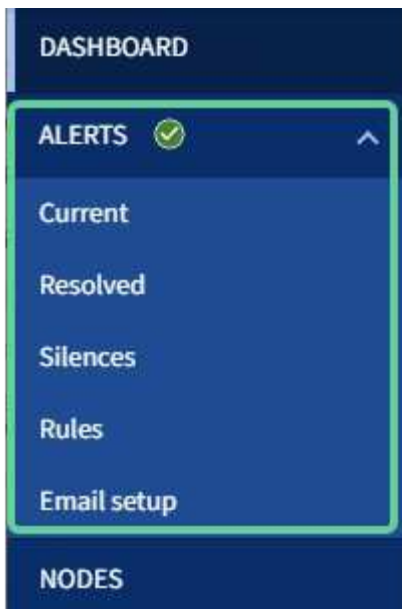 DASHBOARD
ALERTS
Current
Resolved
Silences
Rules
Email setup
NODES